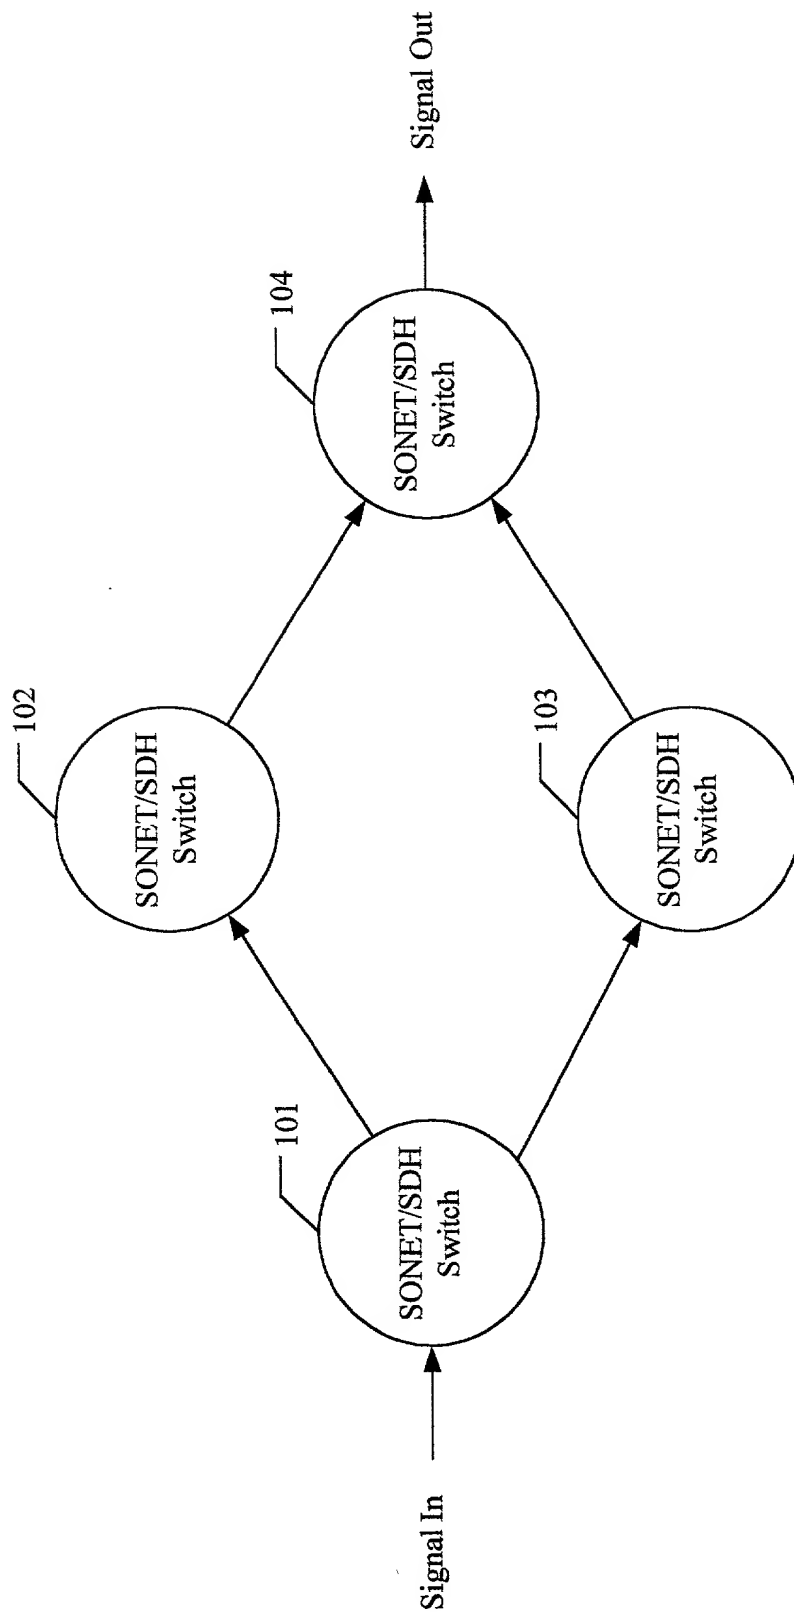 Signal In
101
SONET/SDH
Switch
102
SONET/SDH
Switch
103
SONET/SDH
Switch
104
SONET/SDH
Switch
Signal Out